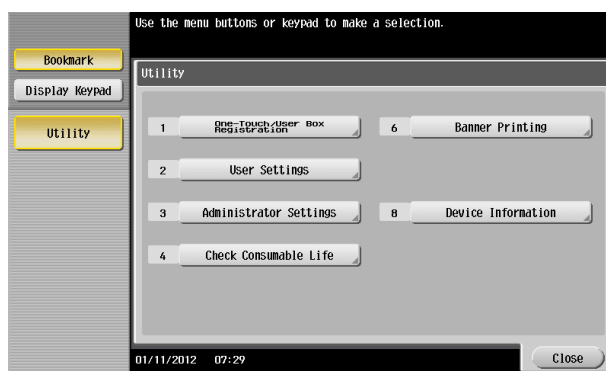 Use the menu buttons or keypad to make a selection.
Bookmark
Display Keypad
Utility
Utility
1 One-Touch/User Box
Registration
6 Banner Printing
2 User Settings
3 Administrator Settings
8 Device Information
4 Check Consumable Life
01/11/2012 07:29
Close